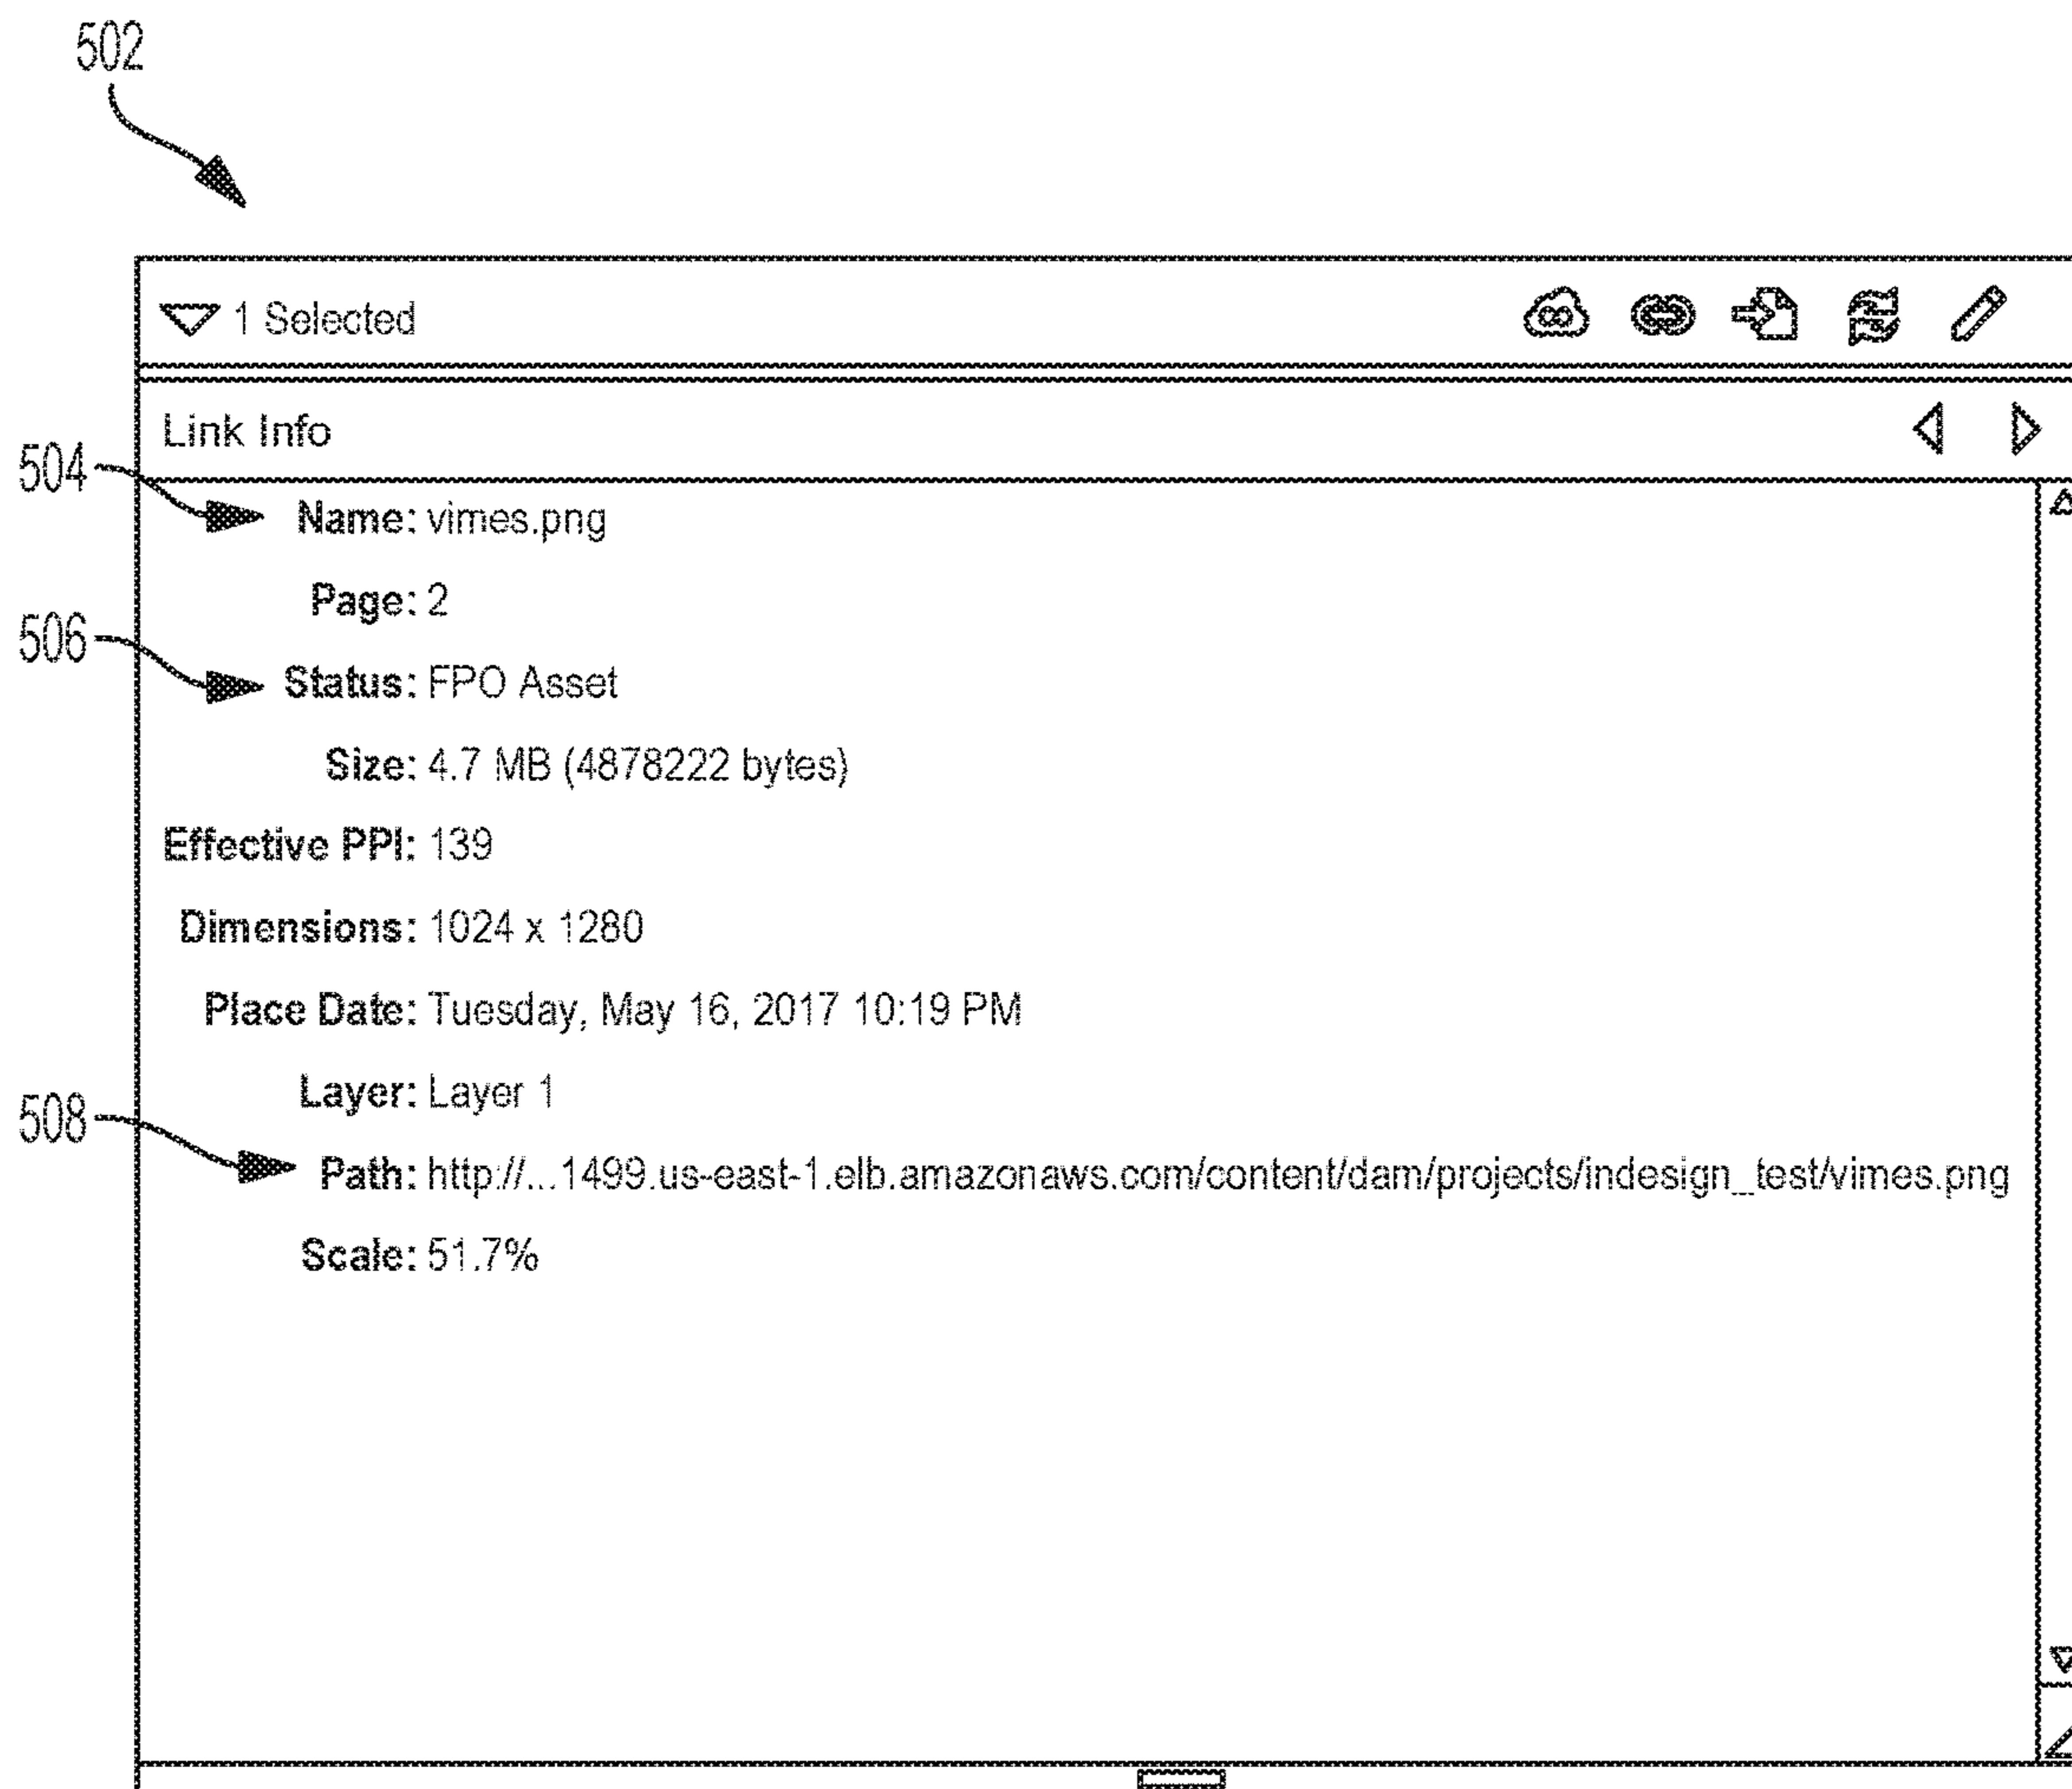 502
1 Selected
Link Info
504
Name: vimes.png
Page: 2
506
Status: FPO Asset
Size: 4.7 MB (4878222 bytes)
Effective PPI: 139
Dimensions: 1024 x 1280
Place Date: Tuesday, May 16, 2017 10:19 PM
Layer: Layer 1
508
Path: http://...1499.us-east-1.elb.amazonaws.com/content/dam/projects/indesign_test/vimes.png
Scale: 51.7%